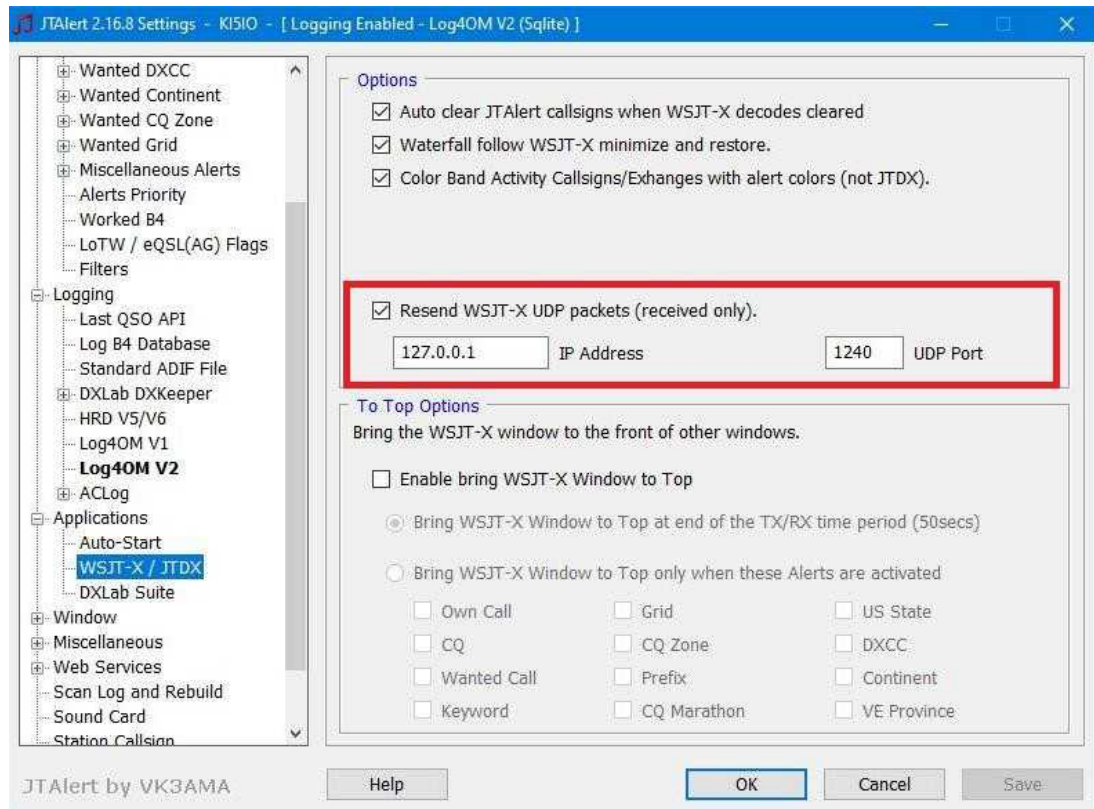 JTAlert 2.16.8 Settings - KI5IO - [ Logging Enabled - Log4OM V2 (Sqlite) ]
Wanted DXCC
Wanted Continent
Wanted CQ Zone
Wanted Grid
Miscellaneous Alerts
Alerts Priority
Worked B4
LoTW / eQSL(AG) Flags
Filters
Logging
Last QSO API
Log B4 Database
Standard ADIF File
DXLab DXKeeper
HRD V5/V6
Log4OM V1
Log4OM V2
ACLog
Applications
Auto-Start
WSJT-X / JTDX
DXLab Suite
Window
Miscellaneous
Web Services
Scan Log and Rebuild
Sound Card
Station Callsign
Options
Auto clear JTAlert callsigns when WSJT-X decodes cleared
Waterfall follow WSJT-X minimize and restore.
Color Band Activity Callsigns/Exhanges with alert colors (not JTDX).
Resend WSJT-X UDP packets (received only).
127.0.0.1 IP Address 1240 UDP Port
To Top Options
Bring the WSJT-X window to the front of other windows.
Enable bring WSJT-X Window to Top
Bring WSJT-X Window to Top at end of the TX/RX time period (50secs)
Bring WSJT-X Window to Top only when these Alerts are activated
Own Call Grid US State
CQ CQ Zone DXCC
Wanted Call Prefix Continent
Keyword CQ Marathon VE Province
JTAlert by VK3AMA Help OK Cancel Save